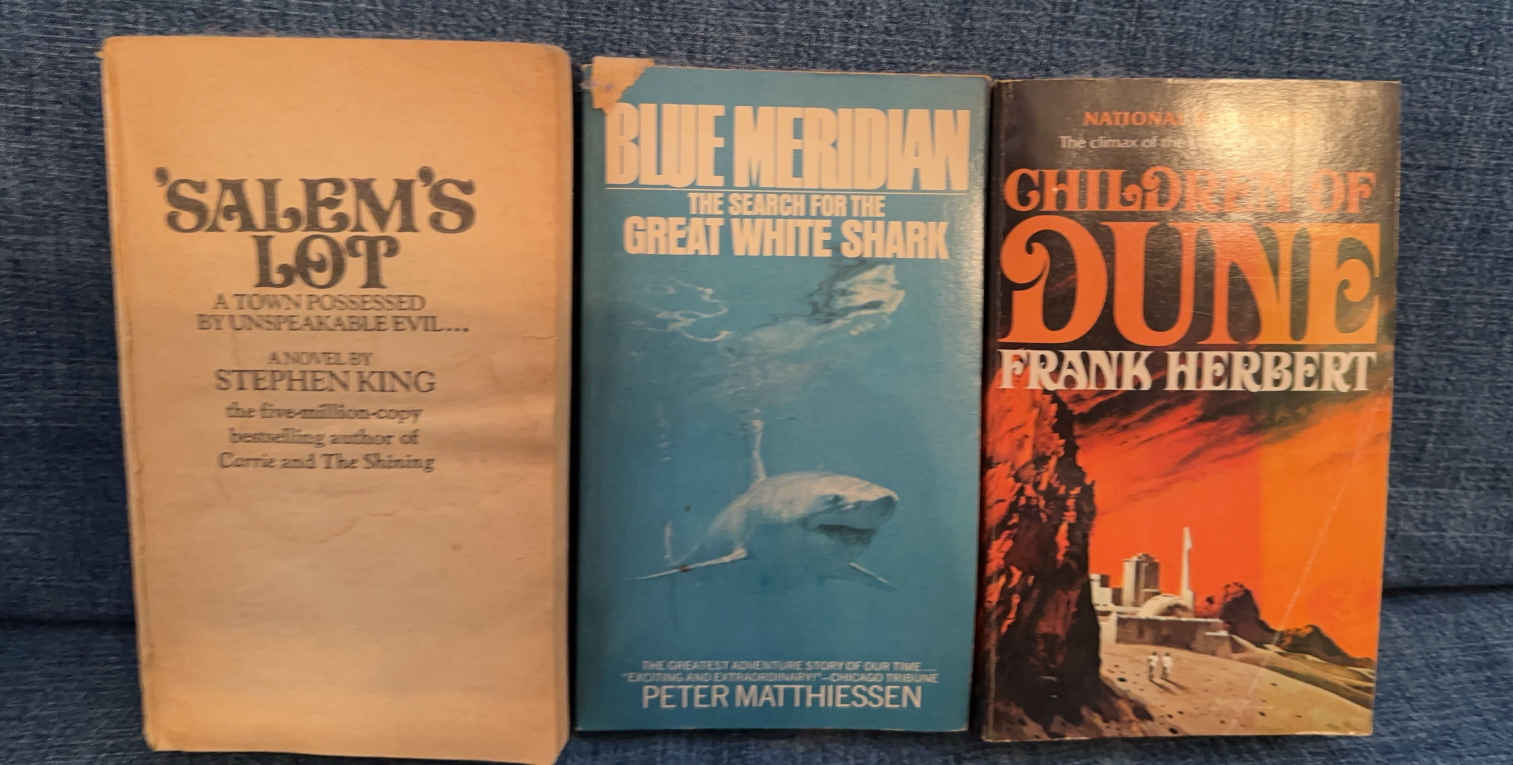 'SALEM'S
LOT
A TOWN POSSESSED
BY UNSPEAKABLE EVIL...
A NOVEL BY
STEPHEN KING
the five-million-copy
bestselling author of
Carrie and The Shining
BLUE MERIDIAN
THE SEARCH FOR THE
GREAT WHITE SHARK
THE GREATEST ADVENTURE STORY OF OUR TIME...
"EXCITING AND EXTRAORDINARY!"–CHICAGO TRIBUNE
PETER MATTHIESSEN
NATIONAL
The climax of the
CHILDREN OF
DUNE
FRANK HERBERT